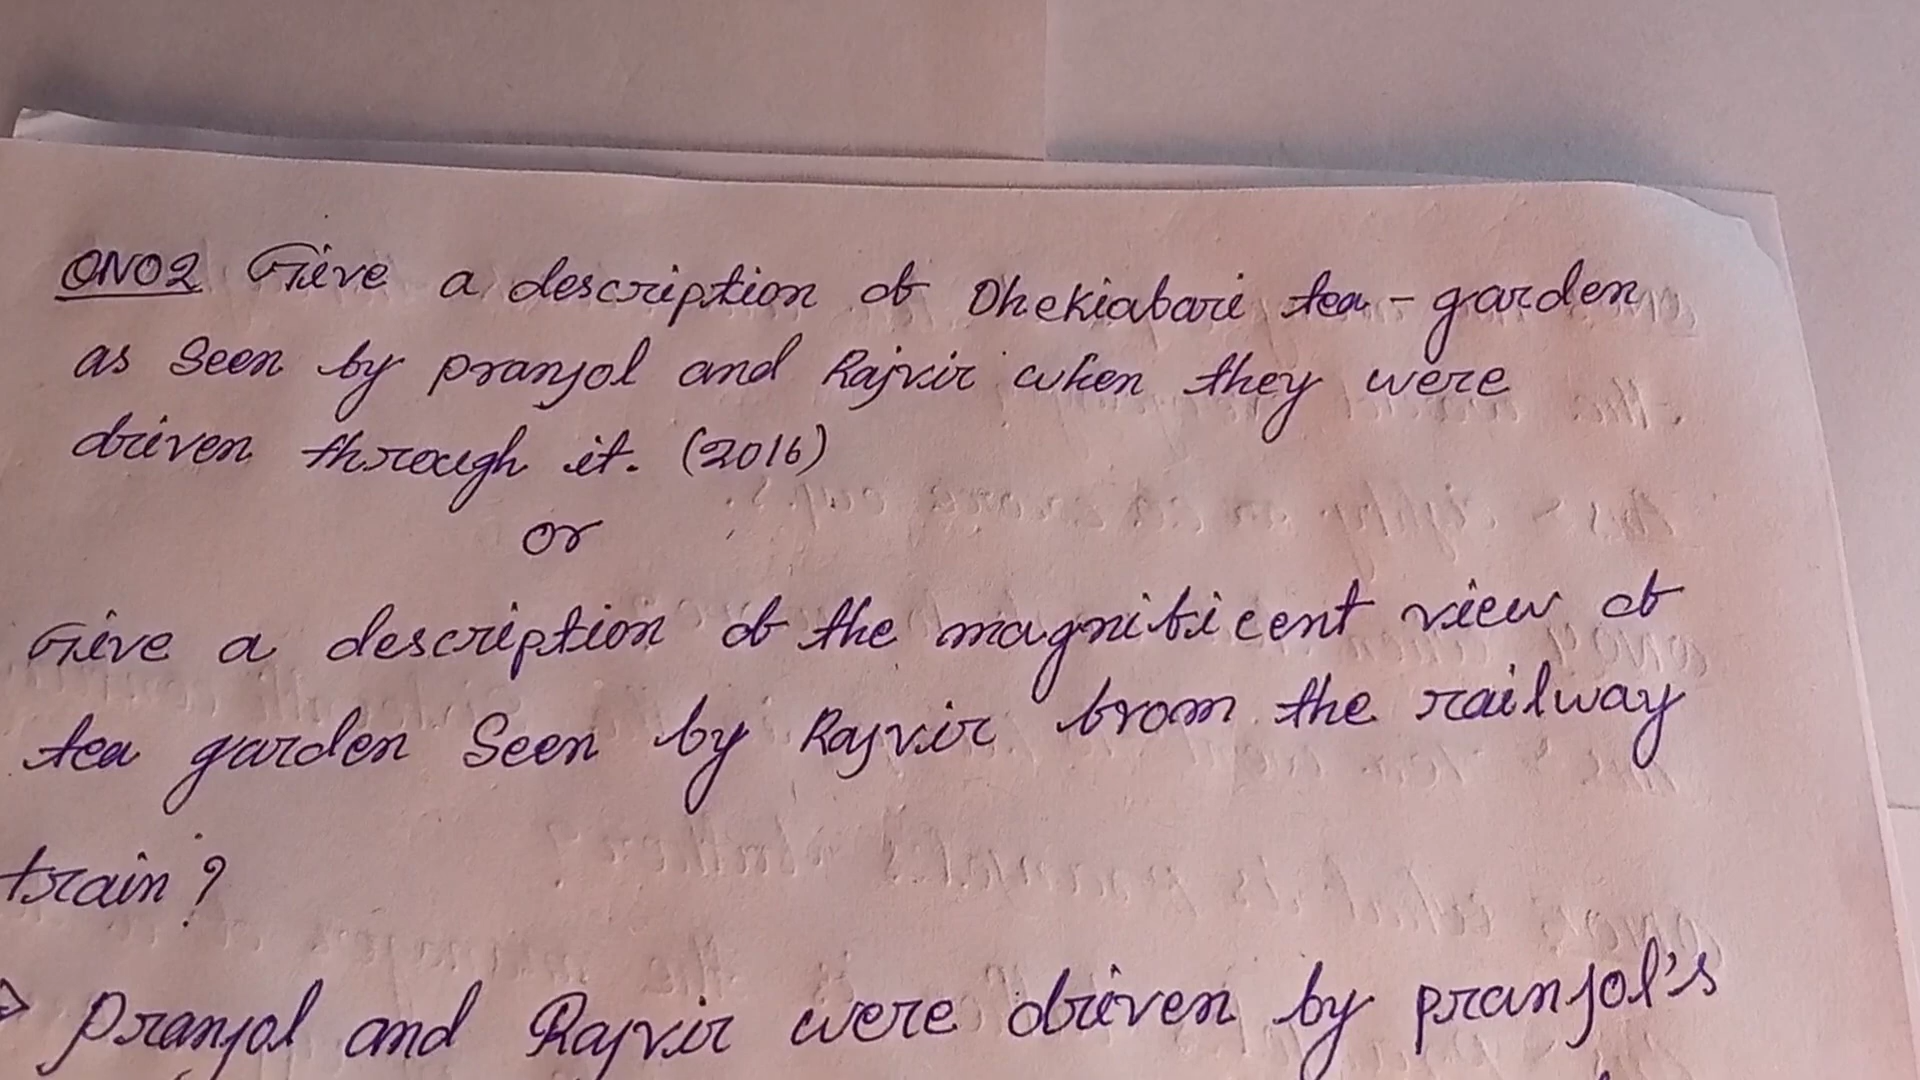 QNO2 Give a description of Dhekiabari tea-garden
as Seen by pranjol and Rajvir when they were
driven through it. (2016)
or
Give a description of the magnificent view of
tea garden Seen by Rajvir from the railway
train?
⇒ Pranjol and Rajvir were driven by pranjol's